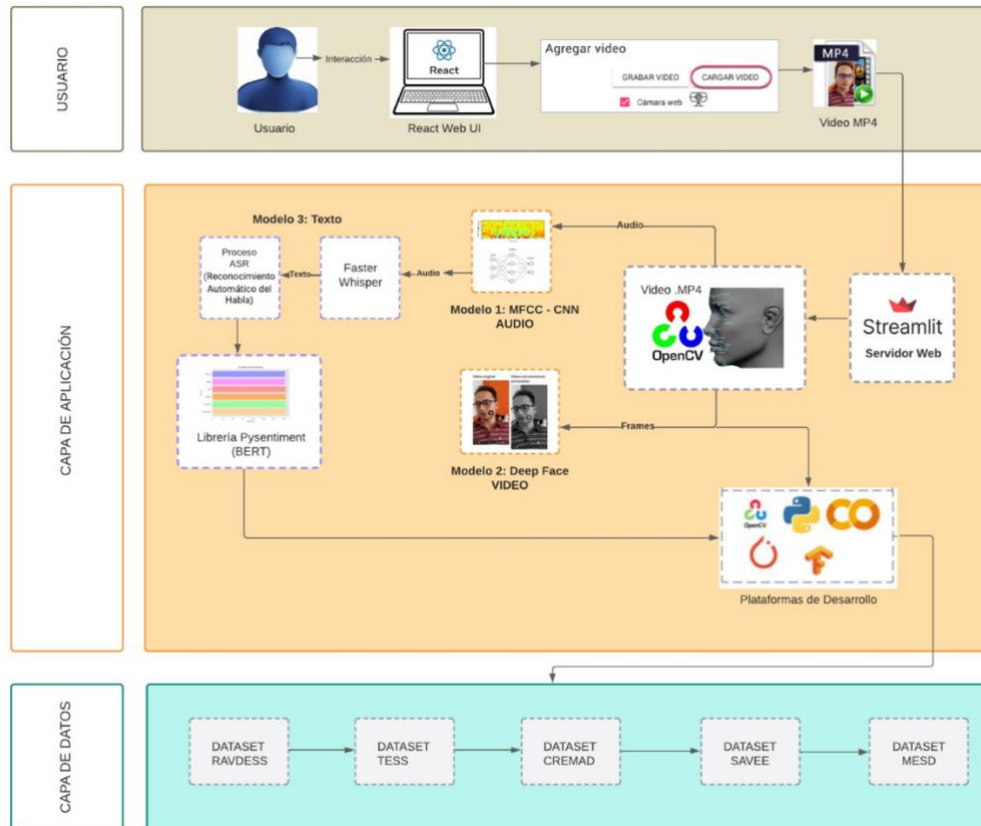 USUARIO
Usuario
Interacción
React
React Web UI
Agregar video
GRABAR VIDEO
CARGAR VIDEO
Cámara web
MP4
Video MP4
CAPA DE APLICACIÓN
Modelo 3: Texto
Proceso
ASR
(Reconocimiento
Automático del
Habla)
Texto
Faster
Whisper
Audio
Modelo 1: MFCC - CNN
AUDIO
Audio
Video .MP4
OpenCV
Streamlit
Servidor Web
Librería Pysentiment
(BERT)
Modelo 2: Deep Face
VIDEO
Frames
OpenCV
Plataformas de Desarrollo
CAPA DE DATOS
DATASET
RAVDESS
DATASET
TESS
DATASET
CREMAD
DATASET
SAVEE
DATASET
MESD